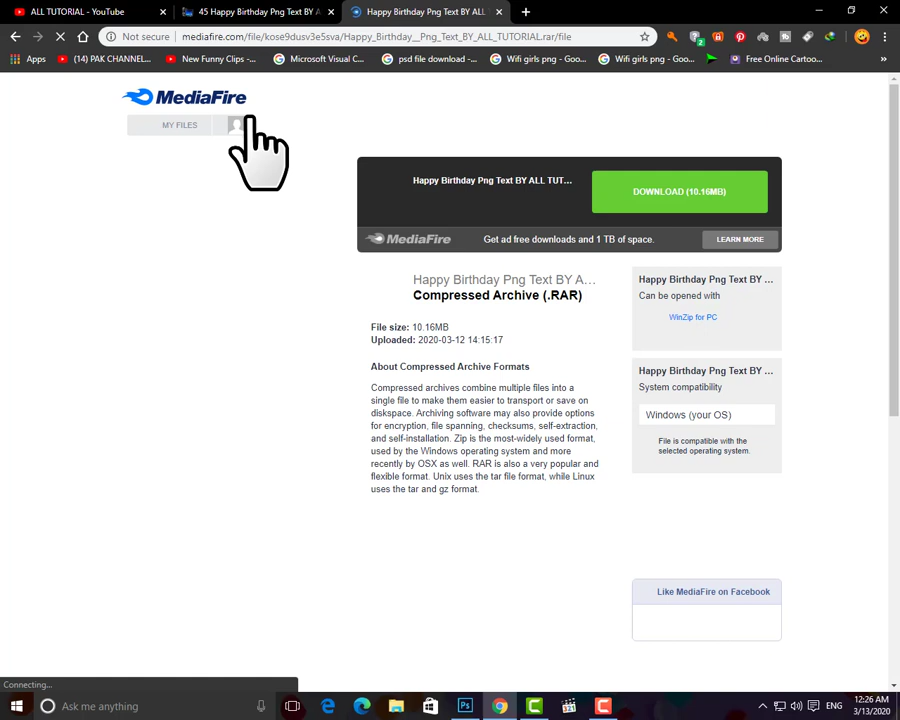 ALL TUTORIAL - YouTube
45 Happy Birthday Png Text BY A
Happy Birthday Png Text BY ALL
Not secure
mediafire.com/file/kose9dusv3e5sva/Happy_Birthday__Png_Text_BY_ALL_TUTORIAL.rar/file
2
Apps
(14) PAK CHANNEL...
New Funny Clips -...
Microsoft Visual C...
psd file download -...
Wifi girls png - Goo...
Wifi girls png - Goo...
Free Online Cartoo...
»
MediaFire
MY FILES
Happy Birthday Png Text BY ALL TUT...
DOWNLOAD (10.16MB)
MediaFire
Get ad free downloads and 1 TB of space.
LEARN MORE
Happy Birthday Png Text BY A...
Compressed Archive (.RAR)
File size: 10.16MB
Uploaded: 2020-03-12 14:15:17
About Compressed Archive Formats
Compressed archives combine multiple files into a
single file to make them easier to transport or save on
diskspace. Archiving software may also provide options
for encryption, file spanning, checksums, self-extraction,
and self-installation. Zip is the most-widely used format,
used by the Windows operating system and more
recently by OSX as well. RAR is also a very popular and
flexible format. Unix uses the tar file format, while Linux
uses the tar and gz format.
Happy Birthday Png Text BY ...
Can be opened with
WinZip for PC
Happy Birthday Png Text BY ...
System compatibility
Windows (your OS)
File is compatible with the
selected operating system.
Like MediaFire on Facebook
Connecting...
Ask me anything
Ps
ENG
12:26 AM
3/13/2020